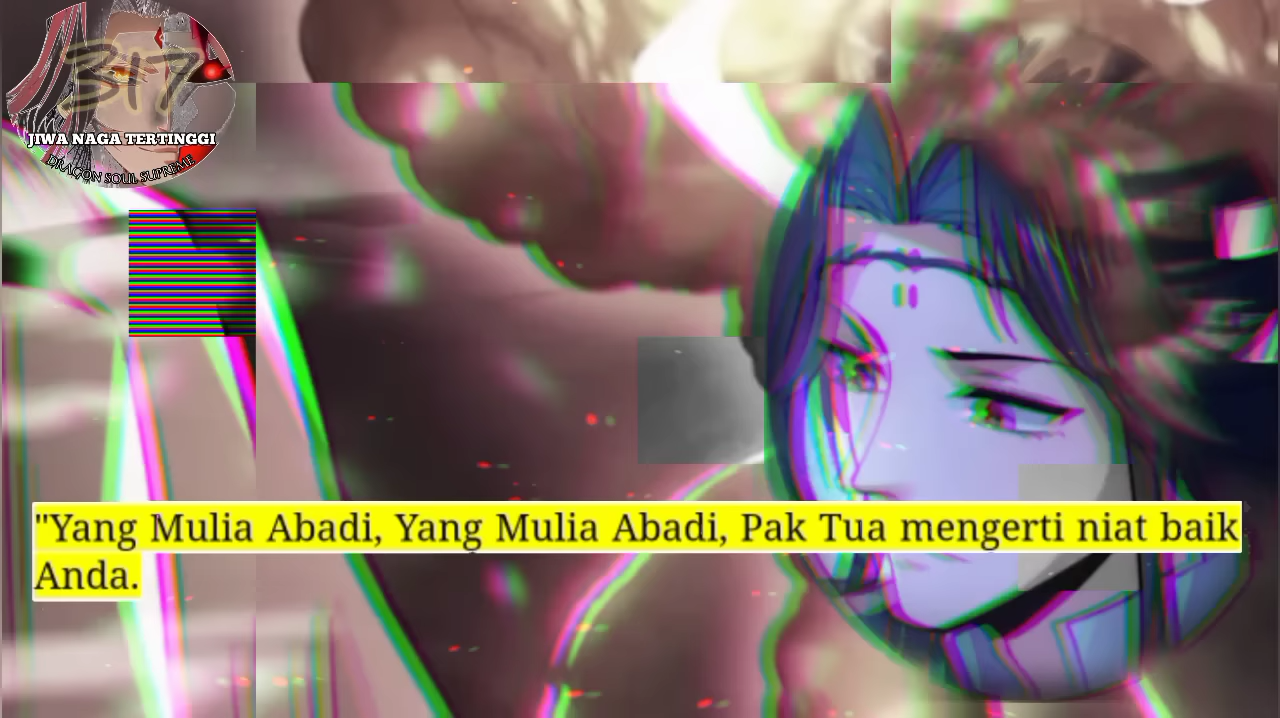 317
JIWA NAGA TERTINGGI
DRAGON SOUL SUPREME
"Yang Mulia Abadi, Yang Mulia Abadi, Pak Tua mengerti niat baik
Anda.